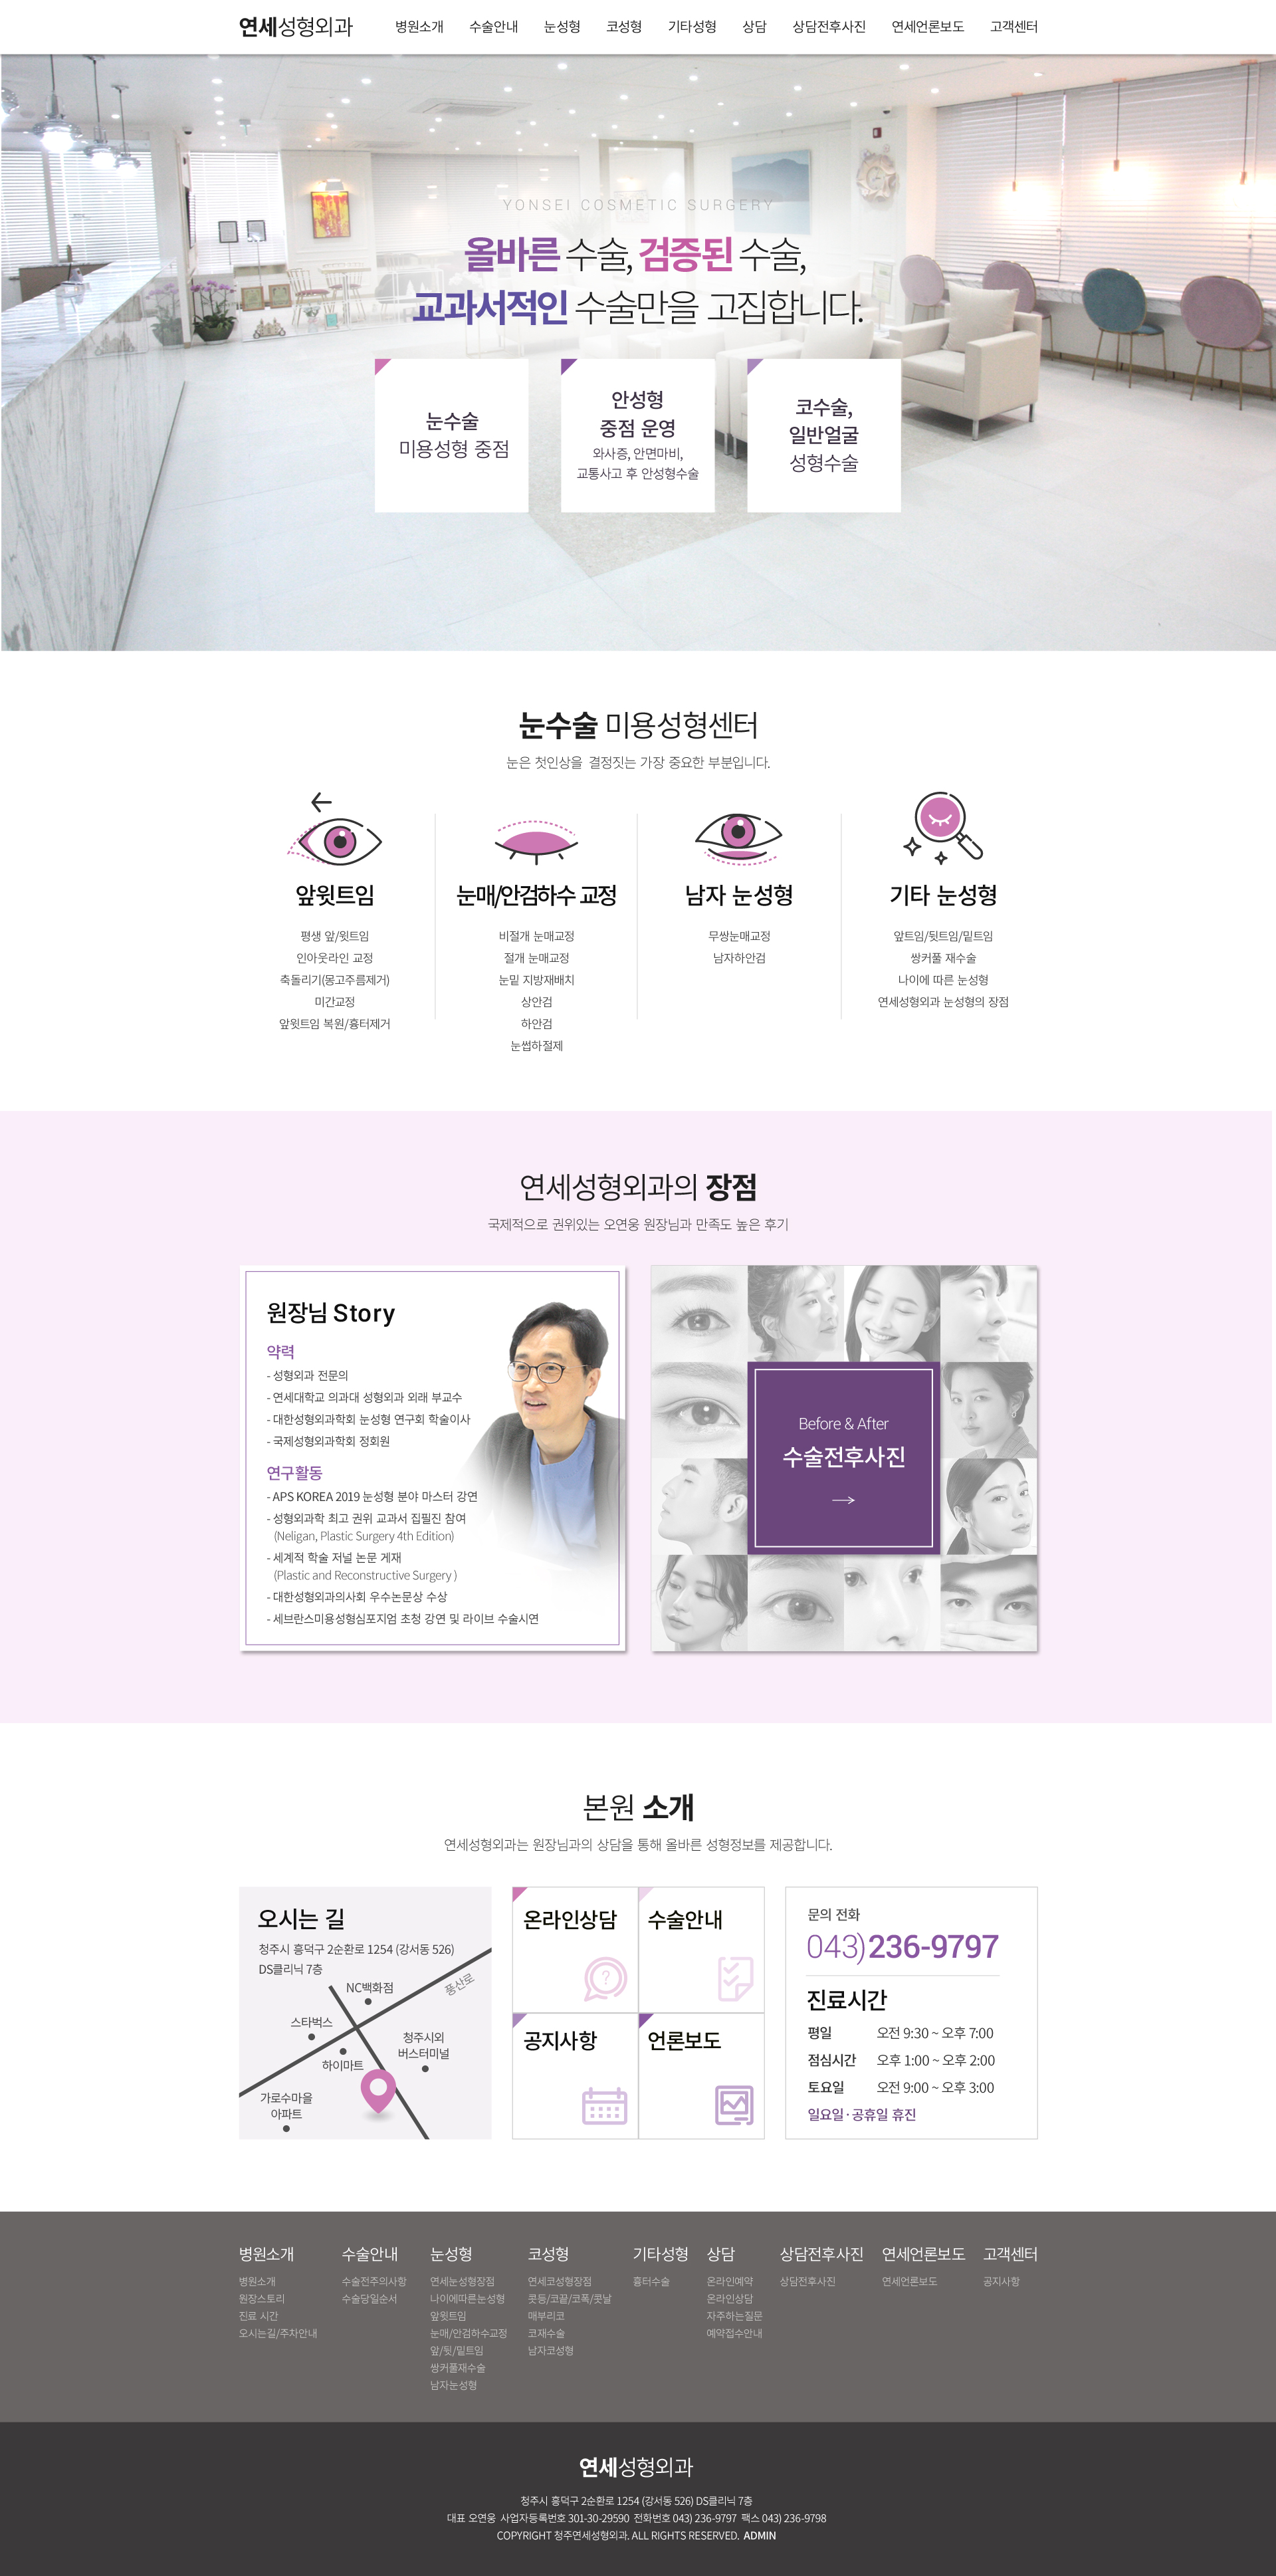 연세성형외과
병원소개 수술안내 눈성형 코성형 기타성형 상담 상담전후사진 연세언론보도 고객센터
YONSEI COSMETIC SURGERY
올바른 수술, 검증된 수술,
교과서적인 수술만을 고집합니다.
눈수술
미용성형 중점
안성형
중점 운영
와사증, 안면마비,
교통사고 후 안성형수술
코수술,
일반얼굴
성형수술
눈수술 미용성형센터
눈은 첫인상을 결정짓는 가장 중요한 부분입니다.
앞윗트임
평생 앞/윗트임
인아웃라인 교정
축돌리기(몽고주름제거)
미간교정
앞윗트임 복원/흉터제거
눈매/안검하수 교정
비절개 눈매교정
절개 눈매교정
눈밑 지방재배치
상안검
하안검
눈썹하절제
남자 눈성형
무쌍눈매교정
남자하안검
기타 눈성형
앞트임/뒷트임/밑트임
쌍커풀 재수술
나이에 따른 눈성형
연세성형외과 눈성형의 장점
연세성형외과의 장점
국제적으로 권위있는 오연웅 원장님과 만족도 높은 후기
원장님 Story
약력
- 성형외과 전문의
- 연세대학교 의과대 성형외과 외래 부교수
- 대한성형외과학회 눈성형 연구회 학술이사
- 국제성형외과학회 정회원
연구활동
- APS KOREA 2019 눈성형 분야 마스터 강연
- 성형외과학 최고 권위 교과서 집필진 참여
(Neligan, Plastic Surgery 4th Edition)
- 세계적 학술 저널 논문 게재
(Plastic and Reconstructive Surgery )
- 대한성형외과의사회 우수논문상 수상
- 세브란스미용성형심포지엄 초청 강연 및 라이브 수술시연
Before & After
수술전후사진
본원 소개
연세성형외과는 원장님과의 상담을 통해 올바른 성형정보를 제공합니다.
오시는 길
청주시 흥덕구 2순환로 1254 (강서동 526)
DS클리닉 7층
NC백화점
풍산로
스타벅스
하이마트
청주시외
버스터미널
가로수마을
아파트
온라인상담
수술안내
공지사항
언론보도
문의 전화
043)236-9797
진료시간
평일 오전 9:30 ~ 오후 7:00
점심시간 오후 1:00 ~ 오후 2:00
토요일 오전 9:00 ~ 오후 3:00
일요일 · 공휴일 휴진
병원소개
병원소개
원장스토리
진료 시간
오시는길/주차안내
수술안내
수술전주의사항
수술당일순서
눈성형
연세눈성형장점
나이에따른눈성형
앞윗트임
눈매/안검하수교정
앞/뒷/밑트임
쌍커풀재수술
남자눈성형
코성형
연세코성형장점
콧등/코끝/코폭/콧날
매부리코
코재수술
남자코성형
기타성형
흉터수술
상담
온라인예약
온라인상담
자주하는질문
예약접수안내
상담전후사진
상담전후사진
연세언론보도
연세언론보도
고객센터
공지사항
연세성형외과
청주시 흥덕구 2순환로 1254 (강서동 526) DS클리닉 7층
대표 오연웅 사업자등록번호 301-30-29590 전화번호 043) 236-9797 팩스 043) 236-9798
COPYRIGHT 청주연세성형외과. ALL RIGHTS RESERVED. ADMIN